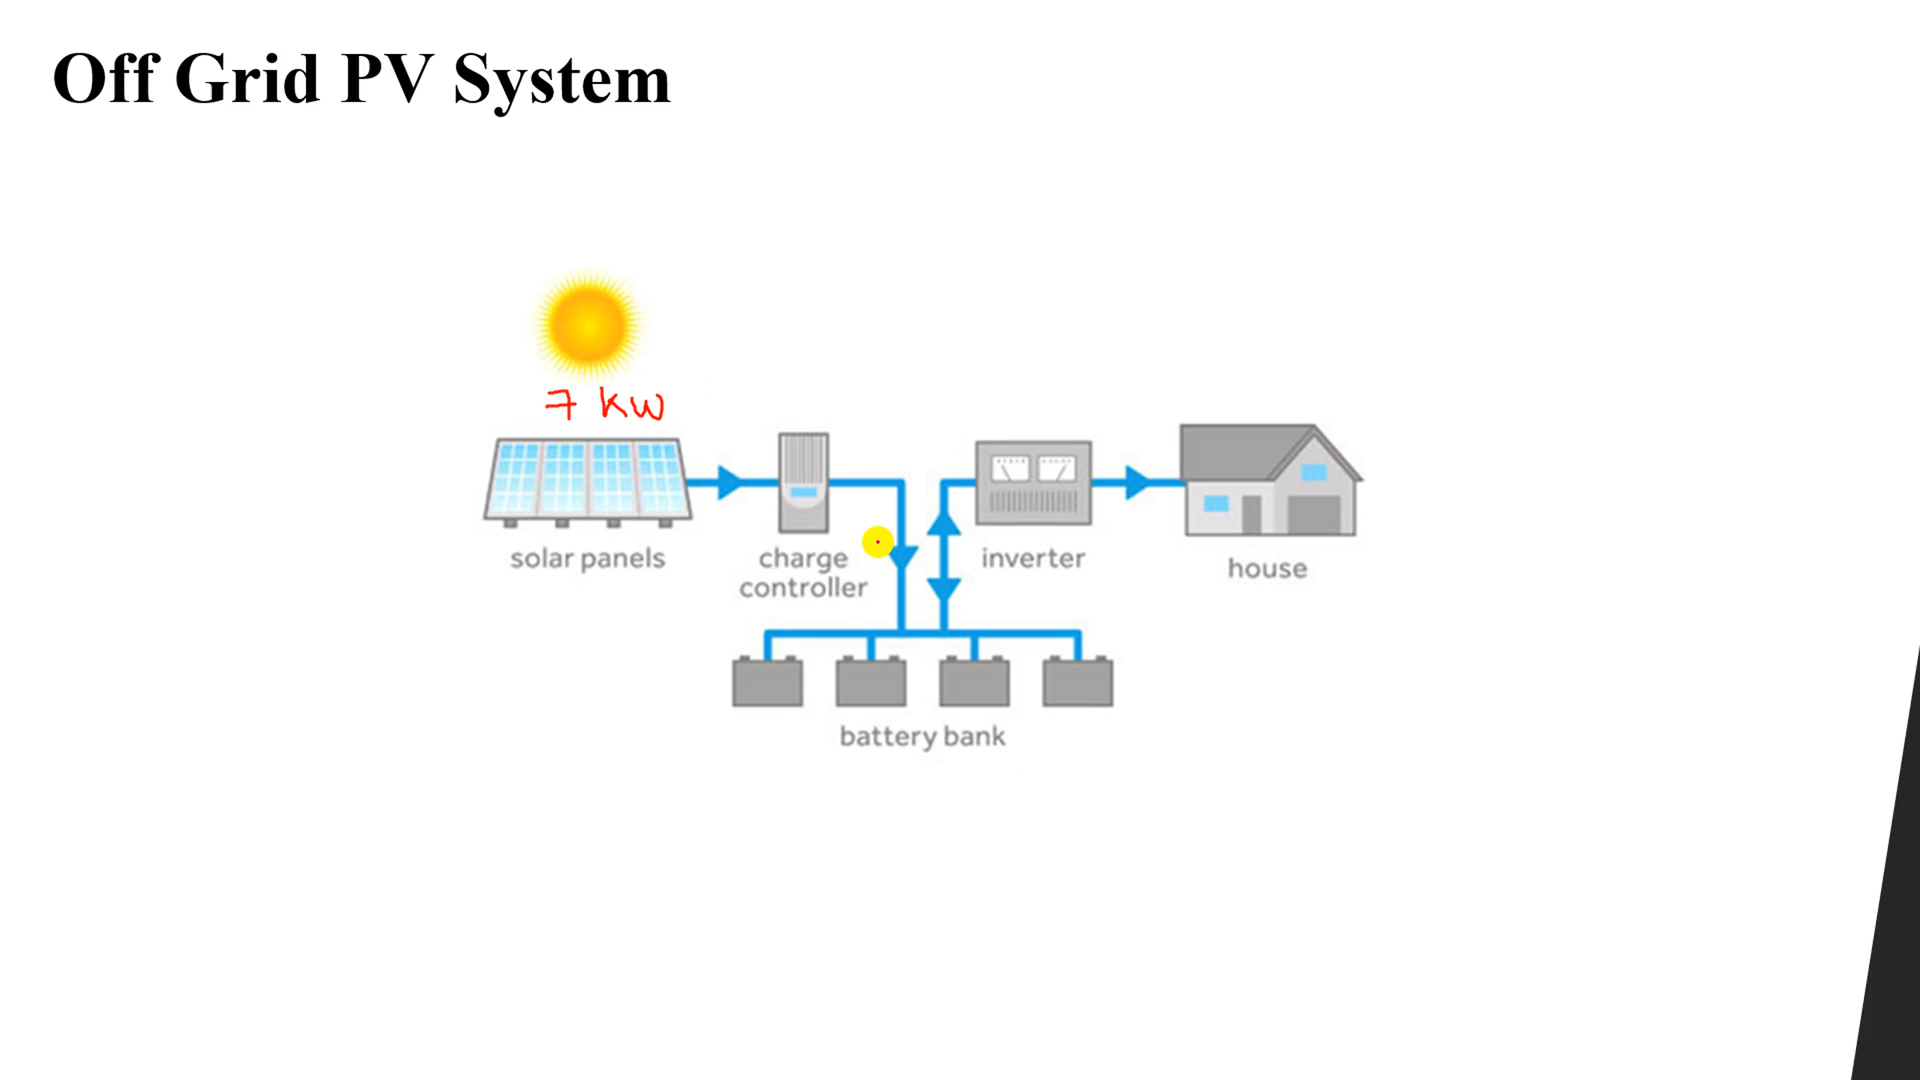 Off Grid PV System
7 kw
solar panels
charge
controller
inverter
house
battery bank